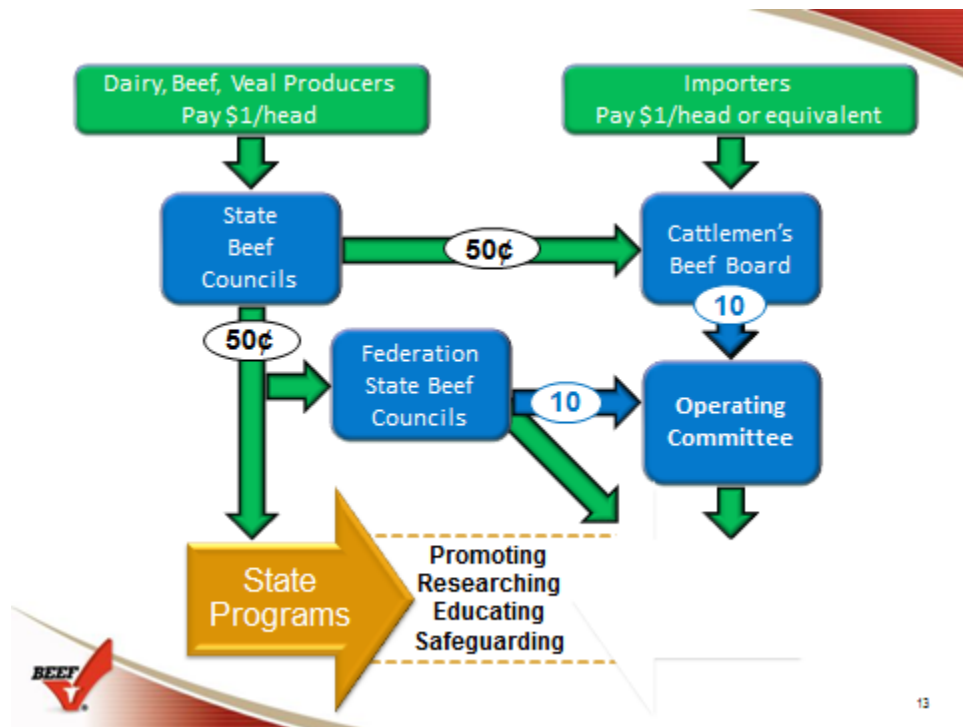 Dairy, Beef, Veal Producers
Pay $1/head
Importers
Pay $1/head or equivalent
State
Beef
Councils
50¢
Cattlemen's
Beef Board
10
50¢
Federation
State Beef
Councils
10
Operating
Committee
State
Programs
Promoting
Researching
Educating
Safeguarding
BEEF
13